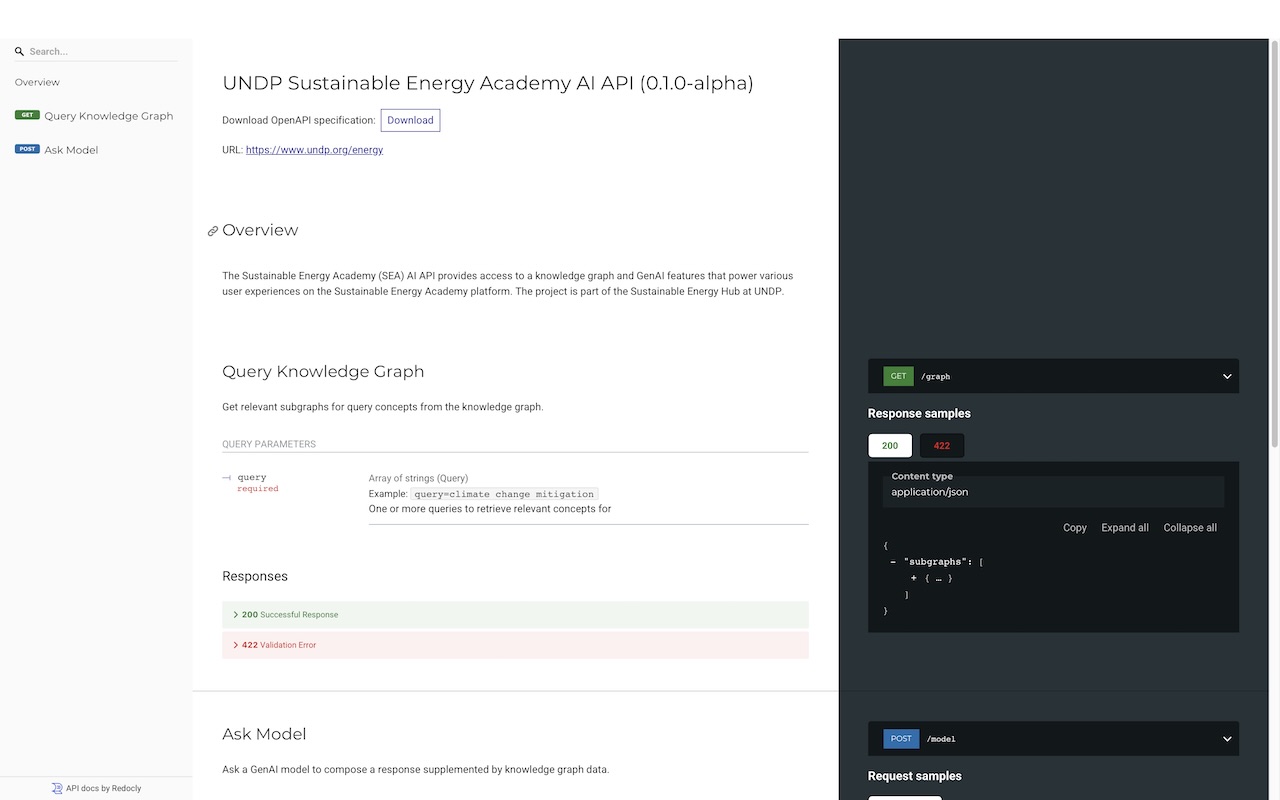 Search...
Overview
GET Query Knowledge Graph
POST Ask Model
API docs by Redocly
UNDP Sustainable Energy Academy AI API (0.1.0-alpha)
Download OpenAPI specification: Download
URL: https://www.undp.org/energy
Overview
The Sustainable Energy Academy (SEA) AI API provides access to a knowledge graph and GenAI features that power various
user experiences on the Sustainable Energy Academy platform. The project is part of the Sustainable Energy Hub at UNDP.
Query Knowledge Graph
Get relevant subgraphs for query concepts from the knowledge graph.
QUERY PARAMETERS
query
required
Array of strings (Query)
Example: query=climate change mitigation
One or more queries to retrieve relevant concepts for
Responses
200 Successful Response
422 Validation Error
GET /graph
Response samples
200 422
Content type
application/json
Copy Expand all Collapse all
{
- "subgraphs": [
+ { … }
]
}
Ask Model
Ask a GenAI model to compose a response supplemented by knowledge graph data.
POST /model
Request samples